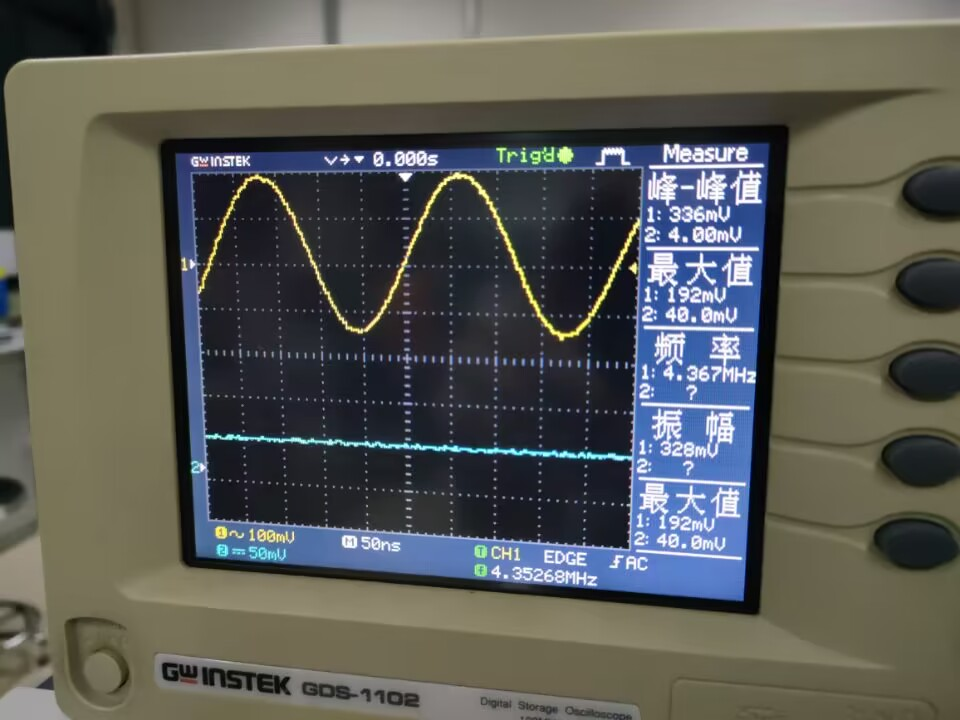 GW INSTEK
0.000s
Trig'd
Measure
峰-峰值
1: 336mV
2: 4.00mV
最大值
1: 192mV
2: 40.0mV
频 率
1: 4.367MHz
2: ?
振 幅
1: 328mV
2: ?
最大值
1: 192mV
2: 40.0mV
1
2
1 ~ 100mV
2 50mV
M 50ns
T CH1 EDGE AC
f 4.35268MHz
GW INSTEK GDS-1102
Digital Storage Oscilloscope